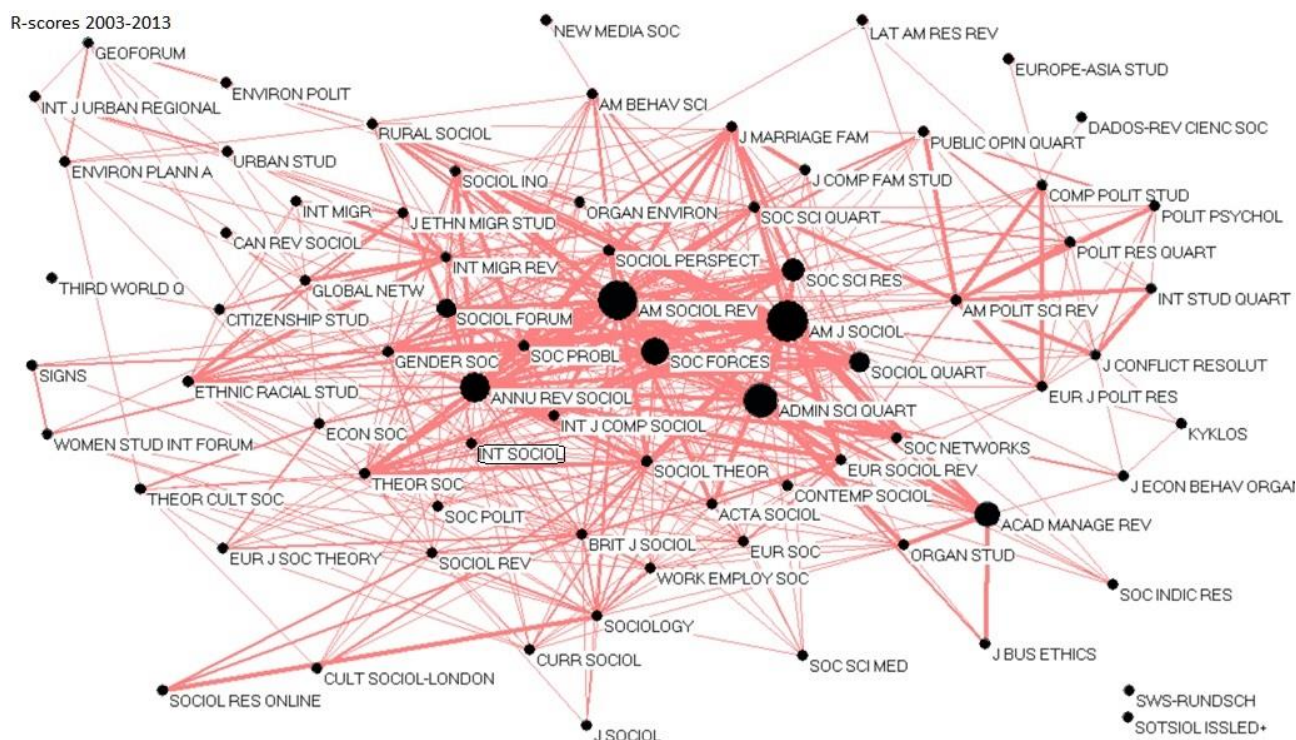 R-scores 2003-2013
NEW MEDIA SOC
LAT AM RES REV
GEOFORUM
EUROPE-ASIA STUD
ENVIRON POLIT
INT J URBAN REGIONAL
AM BEHAV SCI
DADOS-REV CIENC SOC
RURAL SOCIOL
J MARRIAGE FAM
PUBLIC OPIN QUART
URBAN STUD
ENVIRON PLANN A
SOCIOL INQ
J COMP FAM STUD
COMP POLIT STUD
INT MIGR
J ETHN MIGR STUD
ORGAN ENVIRON
SOC SCI QUART
POLIT PSYCHOL
CAN REV SOCIOL
POLIT RES QUART
SOCIOL PERSPECT
INT MIGR REV
SOC SCI RES
THIRD WORLD Q
GLOBAL NETW
INT STUD QUART
AM SOCIOL REV
AM POLIT SCI REV
CITIZENSHIP STUD
SOCIOL FORUM
AM J SOCIOL
SOC PROBL
GENDER SOC
SOC FORCES
SOCIOL QUART
J CONFLICT RESOLUT
SIGNS
ETHNIC RACIAL STUD
ANNU REV SOCIOL
EUR J POLIT RES
ADMIN SCI QUART
INT J COMP SOCIOL
ECON SOC
KYKLOS
WOMEN STUD INT FORUM
INT SOCIOL
SOC NETWORKS
SOCIOL THEOR
EUR SOCIOL REV
THEOR SOC
J ECON BEHAV ORGAN
THEOR CULT SOC
CONTEMP SOCIOL
SOC POLIT
ACTA SOCIOL
ACAD MANAGE REV
BRIT J SOCIOL
EUR SOC
ORGAN STUD
EUR J SOC THEORY
SOCIOL REV
WORK EMPLOY SOC
SOC INDIC RES
SOCIOLOGY
J BUS ETHICS
CURR SOCIOL
SOC SCI MED
CULT SOCIOL-LONDON
SOCIOL RES ONLINE
SWS-RUNDSCH
SOTSIOL ISSLED+
J SOCIOL